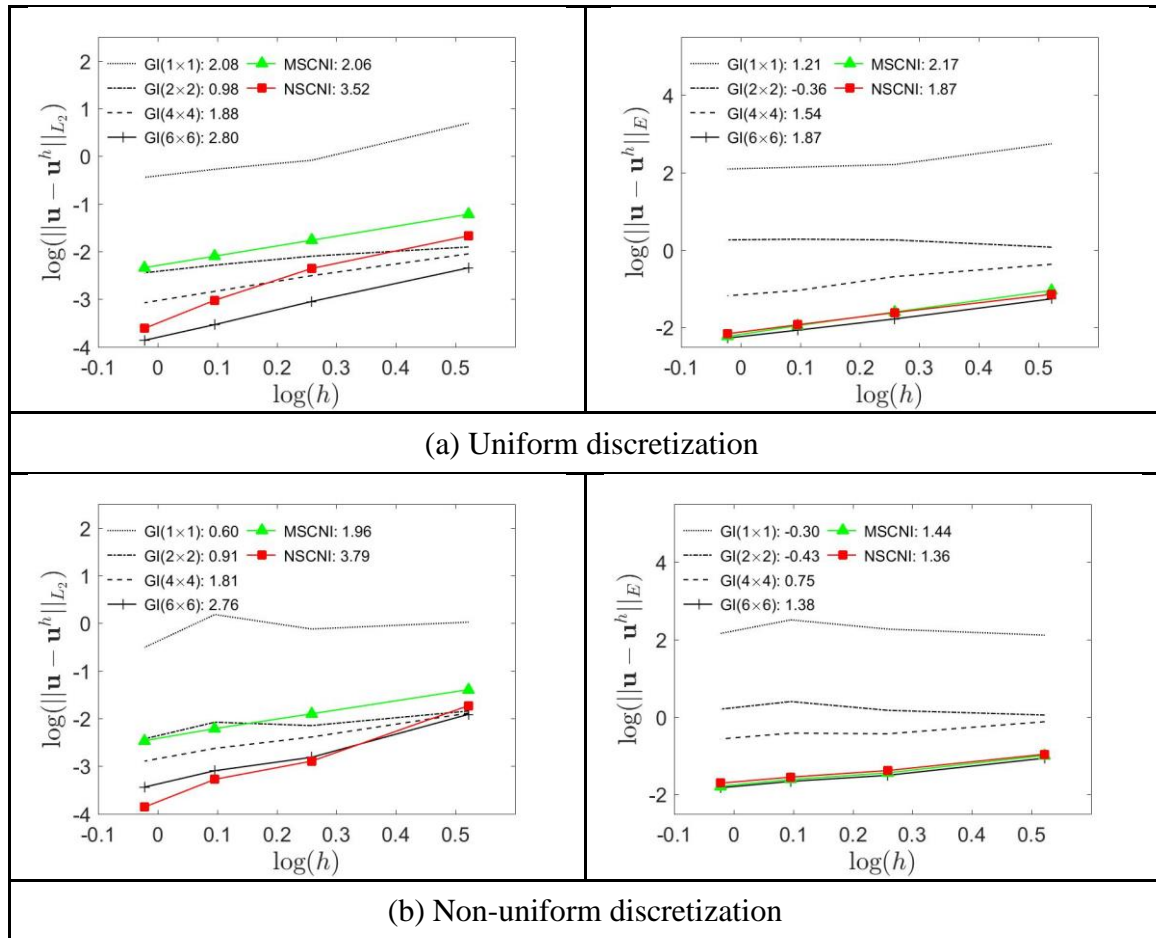 2
1
0
-1
-2
-3
-4
log(||u − u^h||_{L_2})
GI(1×1): 2.08 MSCNI: 2.06
GI(2×2): 0.98 NSCNI: 3.52
GI(4×4): 1.88
GI(6×6): 2.80
-0.1 0 0.1 0.2 0.3 0.4 0.5
log(h)
4
2
0
-2
log(||u − u^h||_E)
GI(1×1): 1.21 MSCNI: 2.17
GI(2×2): -0.36 NSCNI: 1.87
GI(4×4): 1.54
GI(6×6): 1.87
-0.1 0 0.1 0.2 0.3 0.4 0.5
log(h)
(a) Uniform discretization
2
1
0
-1
-2
-3
-4
log(||u − u^h||_{L_2})
GI(1×1): 0.60 MSCNI: 1.96
GI(2×2): 0.91 NSCNI: 3.79
GI(4×4): 1.81
GI(6×6): 2.76
-0.1 0 0.1 0.2 0.3 0.4 0.5
log(h)
4
2
0
-2
log(||u − u^h||_E)
GI(1×1): -0.30 MSCNI: 1.44
GI(2×2): -0.43 NSCNI: 1.36
GI(4×4): 0.75
GI(6×6): 1.38
-0.1 0 0.1 0.2 0.3 0.4 0.5
log(h)
(b) Non-uniform discretization